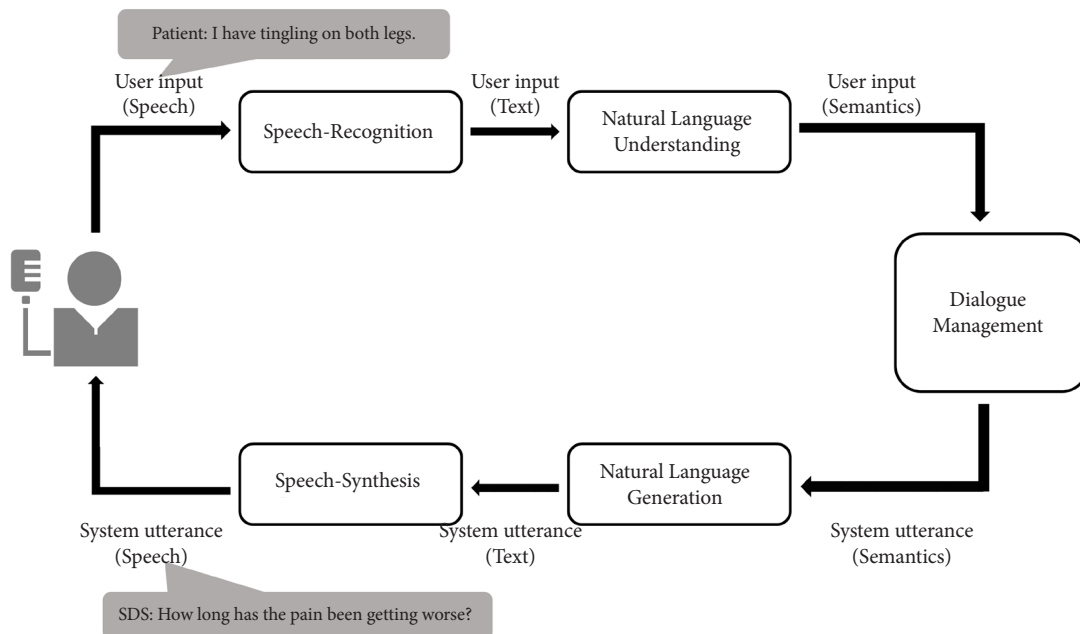 Patient: I have tingling on both legs.
User input
(Speech)
User input
(Text)
User input
(Semantics)
Speech-Recognition
Natural Language
Understanding
Dialogue
Management
Speech-Synthesis
Natural Language
Generation
System utterance
(Speech)
System utterance
(Text)
System utterance
(Semantics)
SDS: How long has the pain been getting worse?